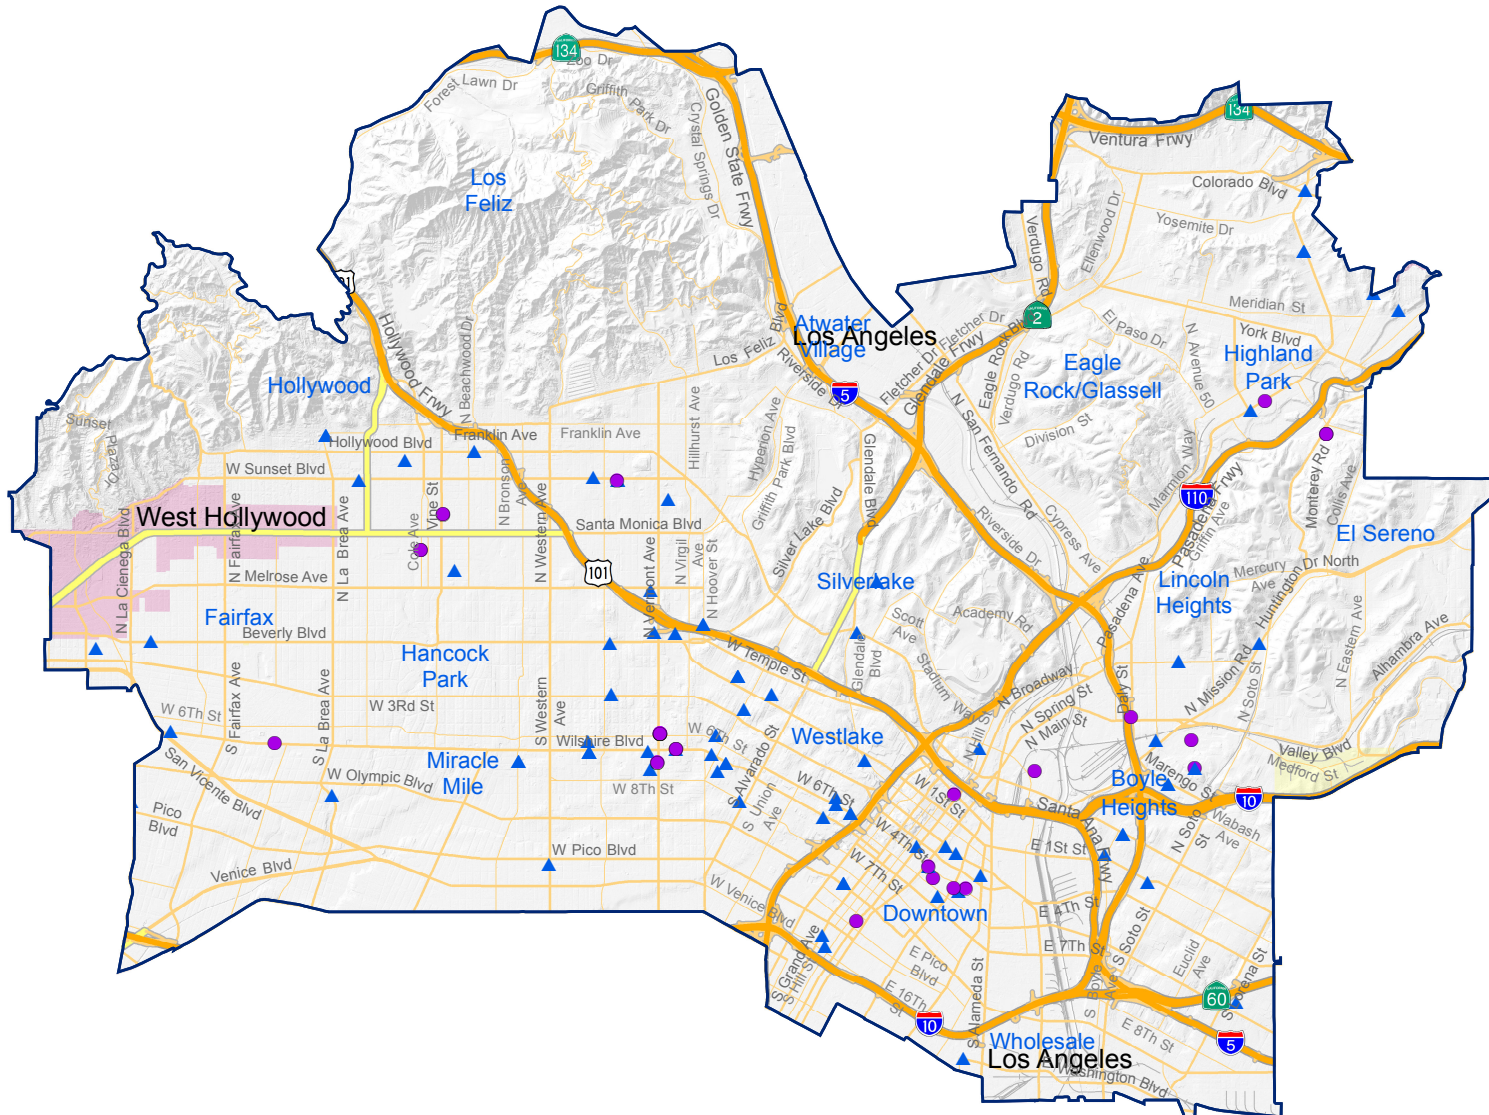 134
Zoo Dr
Forest Lawn Dr
Griffith Park Dr
Crystal Springs Dr
Golden State Frwy
134
Ventura Frwy
Colorado Blvd
Los
Feliz
Yosemite Dr
Ellenwood Dr
Verdugo Rd
Meridian St
2
York Blvd
El Paso Dr
N Avenue 50
Highland
Park
Eagle
Rock/Glassell
Eagle Rock Blvd
Verdugo Rd
Fletcher Dr
Fletcher Dr
Glendale Frwy
Atwater
Village
Los Angeles
Los Feliz Blvd
Riverside Dr
5
Hollywood Frwy
N Beachwood Dr
Hollywood
Sunset
Plaza Dr
Hollywood Blvd
Franklin Ave
Franklin Ave
Hillhurst Ave
Hyperion Ave
Griffith Park Blvd
Glendale Blvd
N San Fernando Rd
Division St
Marmion Way
110
Pasadena Frwy
Griffin Ave
Monterey Rd
Collis Ave
W Sunset Blvd
N Bronson
Ave
N Western Ave
Vine St
Cole Ave
West Hollywood
Santa Monica Blvd
Silver Lake Blvd
Riverside Dr
Cypress Ave
El Sereno
N La Cienega Blvd
N Fairfax Ave
N La Brea Ave
Melrose Ave
101
N Vermont Ave
N Virgil
Ave
N Hoover St
Silverlake
Scott
Ave
Academy Rd
Lincoln
Heights
Mercury
Ave
Huntington Dr North
Pasadena Ave
Fairfax
Beverly Blvd
Hancock
Park
W Temple St
Glendale
Blvd
Stadium Way
N Broadway
N Spring St
N Main St
N Hill St
Daly St
N Mission Rd
N Soto St
N Eastern Ave
Alhambra Ave
W 3Rd St
S Fairfax Ave
S La Brea Ave
S Western
Ave
W 6Th St
Wilshire Blvd
W 6Th St
Westlake
Valley Blvd
Medford St
Marengo St
Boyle
Heights
10
Miracle
Mile
San Vicente Blvd
W Olympic Blvd
W 8Th St
S Alvarado St
S Union
Ave
W 6Th St
W 1St St
W 4Th St
W 7Th St
Santa Ana Frwy
E 1St St
N Soto
St
Wabash
Ave
Pico
Blvd
W Pico Blvd
Venice Blvd
W Venice Blvd
Downtown
E 4Th St
E 7Th St
S Soto St
Euclid
Ave
S Lorena St
S Grand Ave
S Hill St
E Pico
Blvd
E 16Th
St
S Alameda St
S Boyle
Ave
60
10
E 8Th St
5
Wholesale
Los Angeles
E Washington Blvd